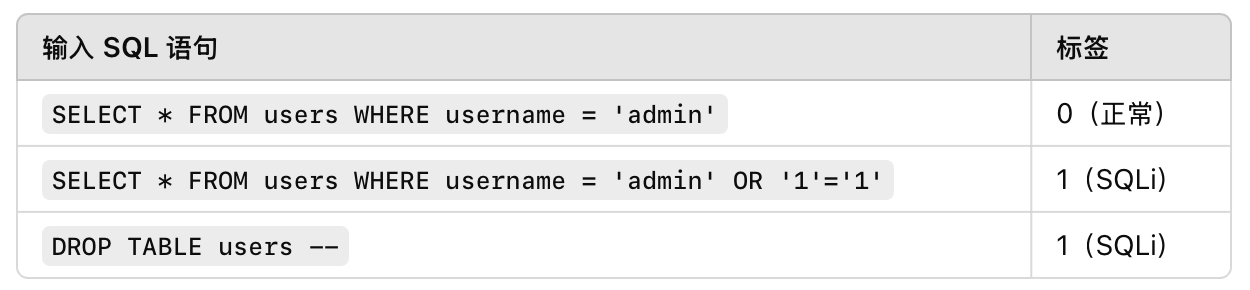 输入 SQL 语句 标签
SELECT * FROM users WHERE username = 'admin' 0（正常）
SELECT * FROM users WHERE username = 'admin' OR '1'='1' 1（SQLi）
DROP TABLE users -- 1（SQLi）